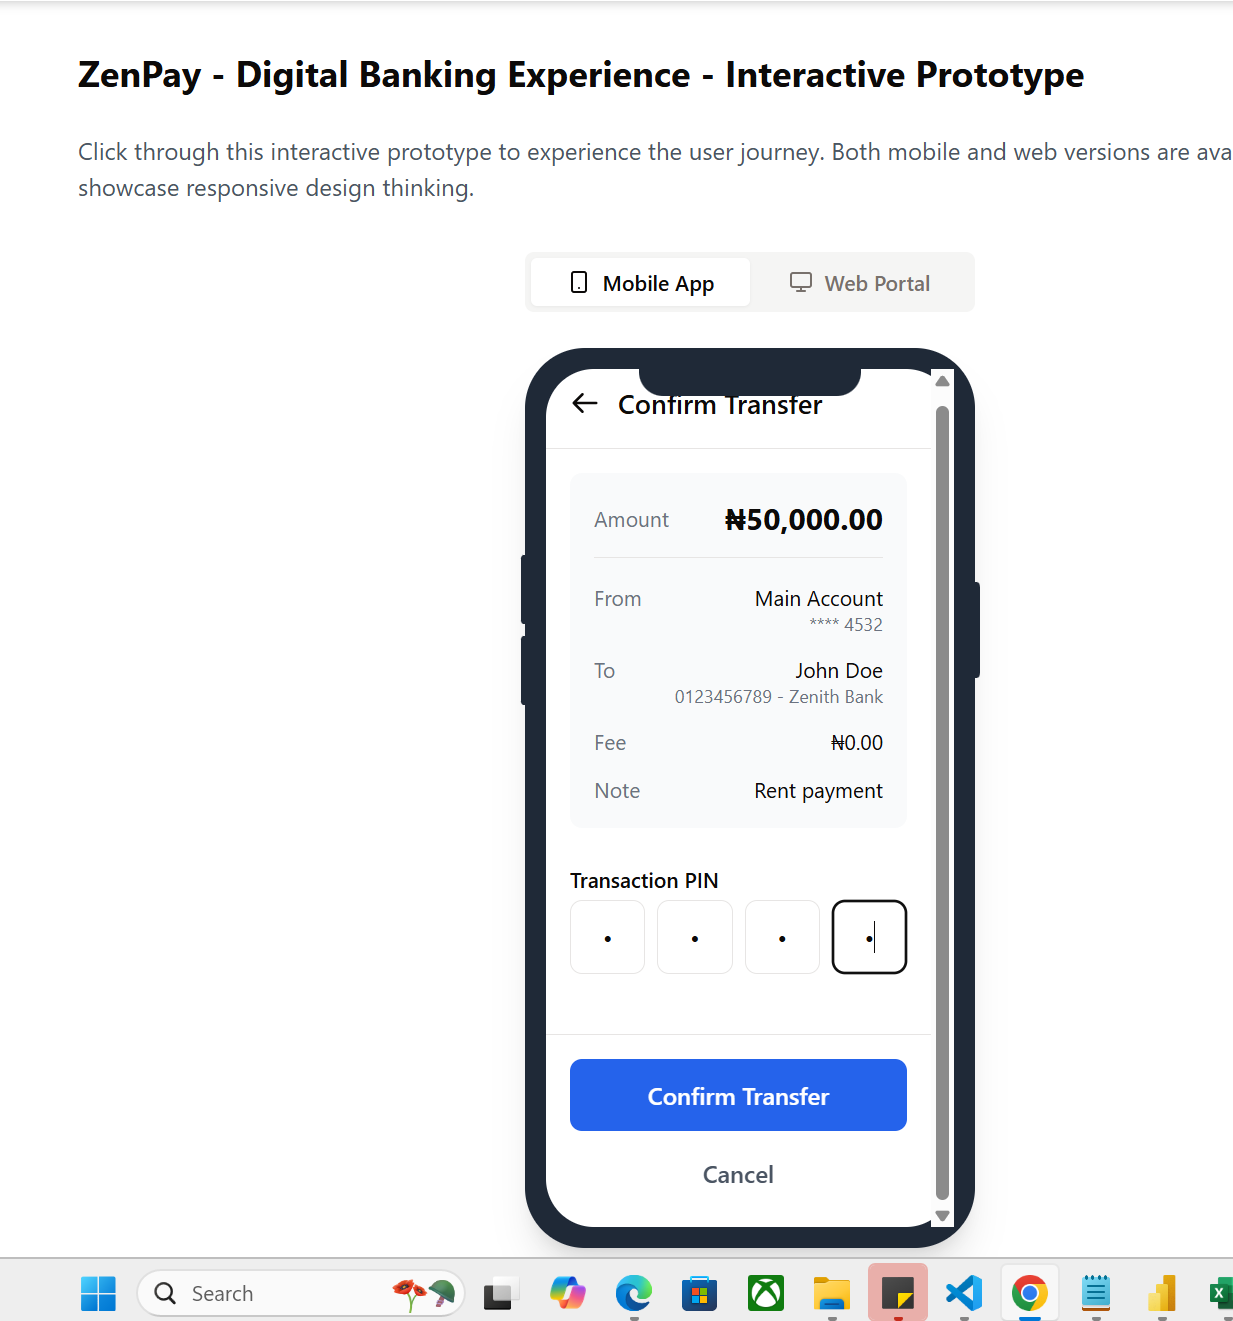 ZenPay - Digital Banking Experience - Interactive Prototype
Click through this interactive prototype to experience the user journey. Both mobile and web versions are
showcase responsive design thinking.
Mobile App
Web Portal
Confirm Transfer
Amount ₦50,000.00
From Main Account
**** 4532
To John Doe
0123456789 - Zenith Bank
Fee ₦0.00
Note Rent payment
Transaction PIN
Confirm Transfer
Cancel
Search